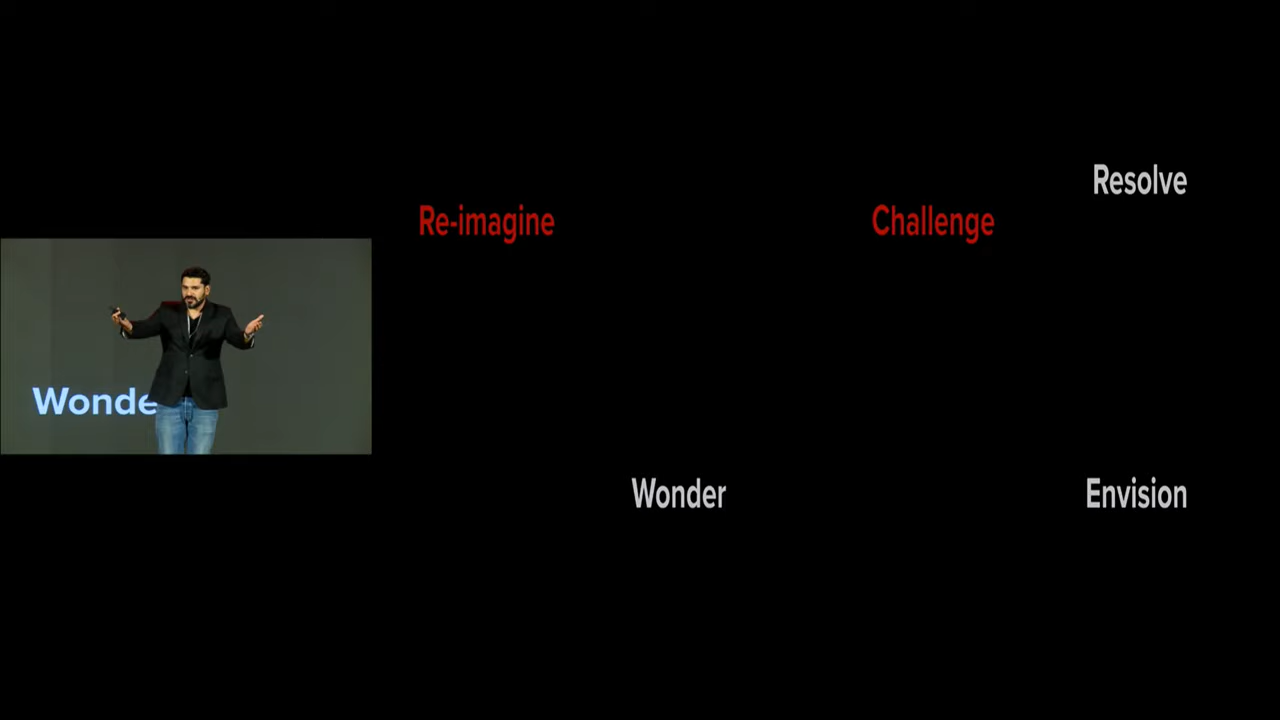 Resolve
Re-imagine
Challenge
Wonde
Wonder
Envision